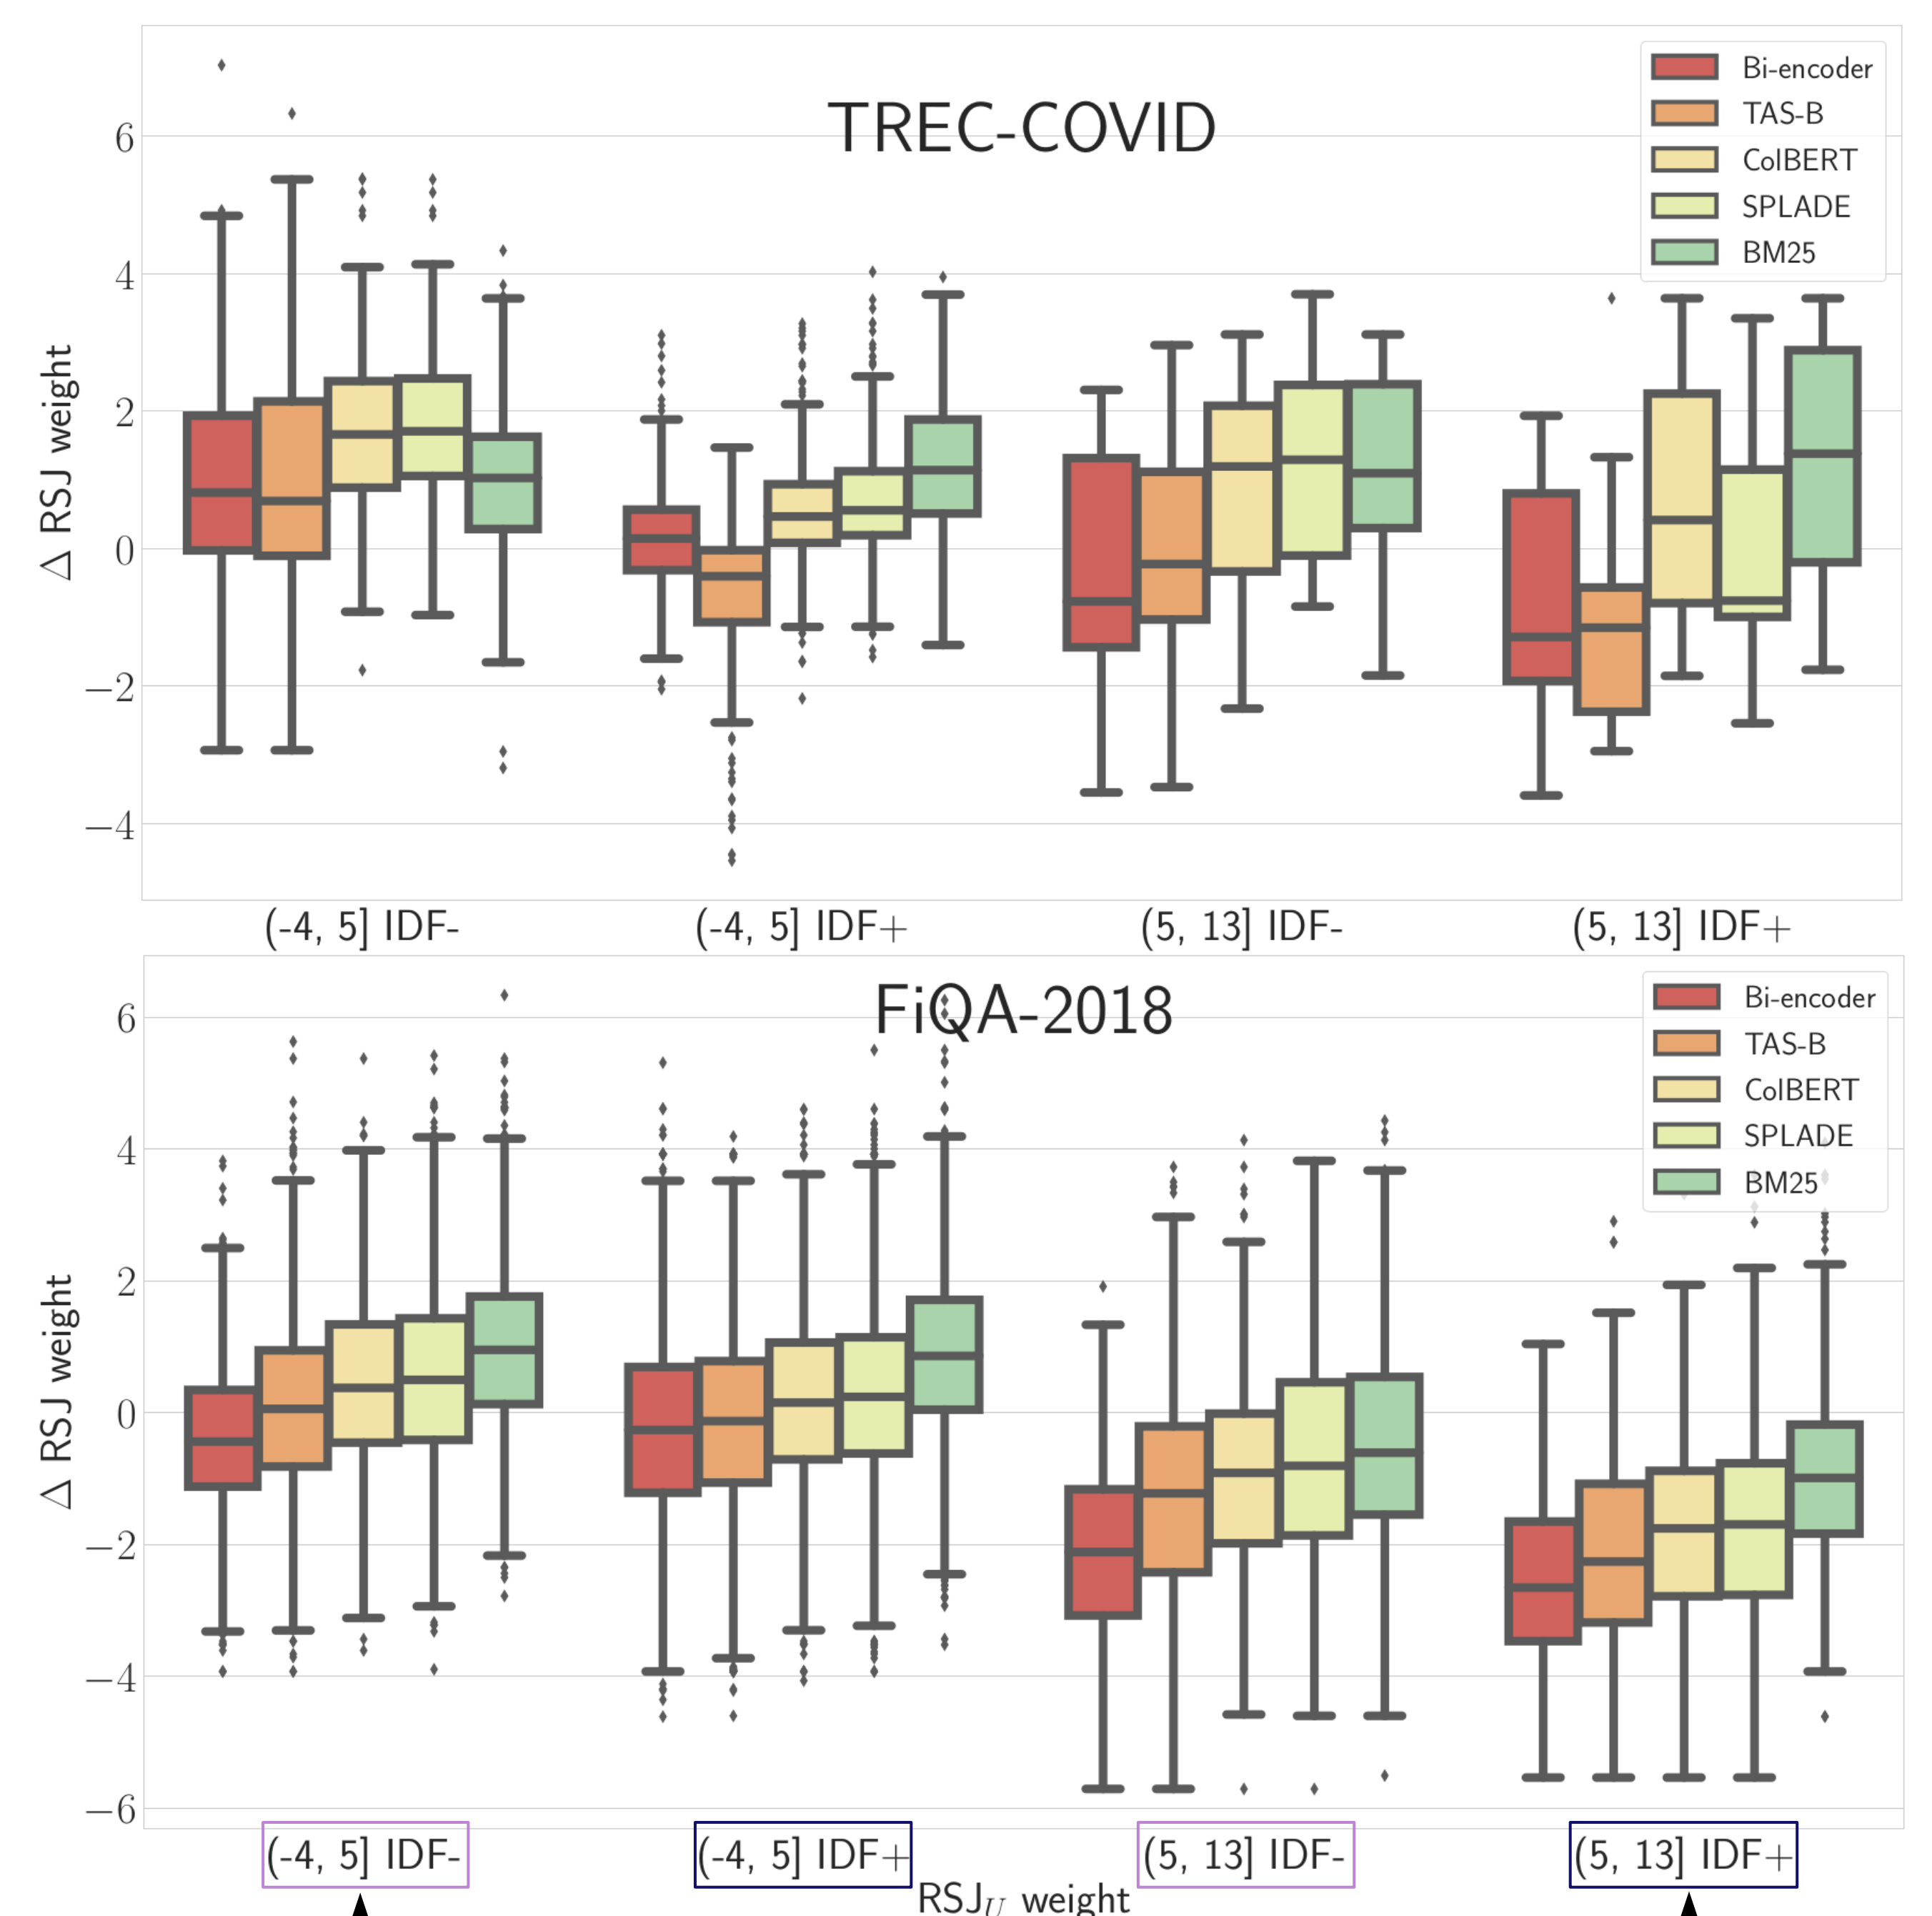 TREC-COVID
Bi-encoder
TAS-B
ColBERT
SPLADE
BM25
△ RSJ weight
6
4
2
0
−2
−4
(-4, 5] IDF-
(-4, 5] IDF+
(5, 13] IDF-
(5, 13] IDF+
FiQA-2018
Bi-encoder
TAS-B
ColBERT
SPLADE
BM25
△ RSJ weight
6
4
2
0
−2
−4
−6
(-4, 5] IDF-
(-4, 5] IDF+
(5, 13] IDF-
(5, 13] IDF+
RSJ_U weight